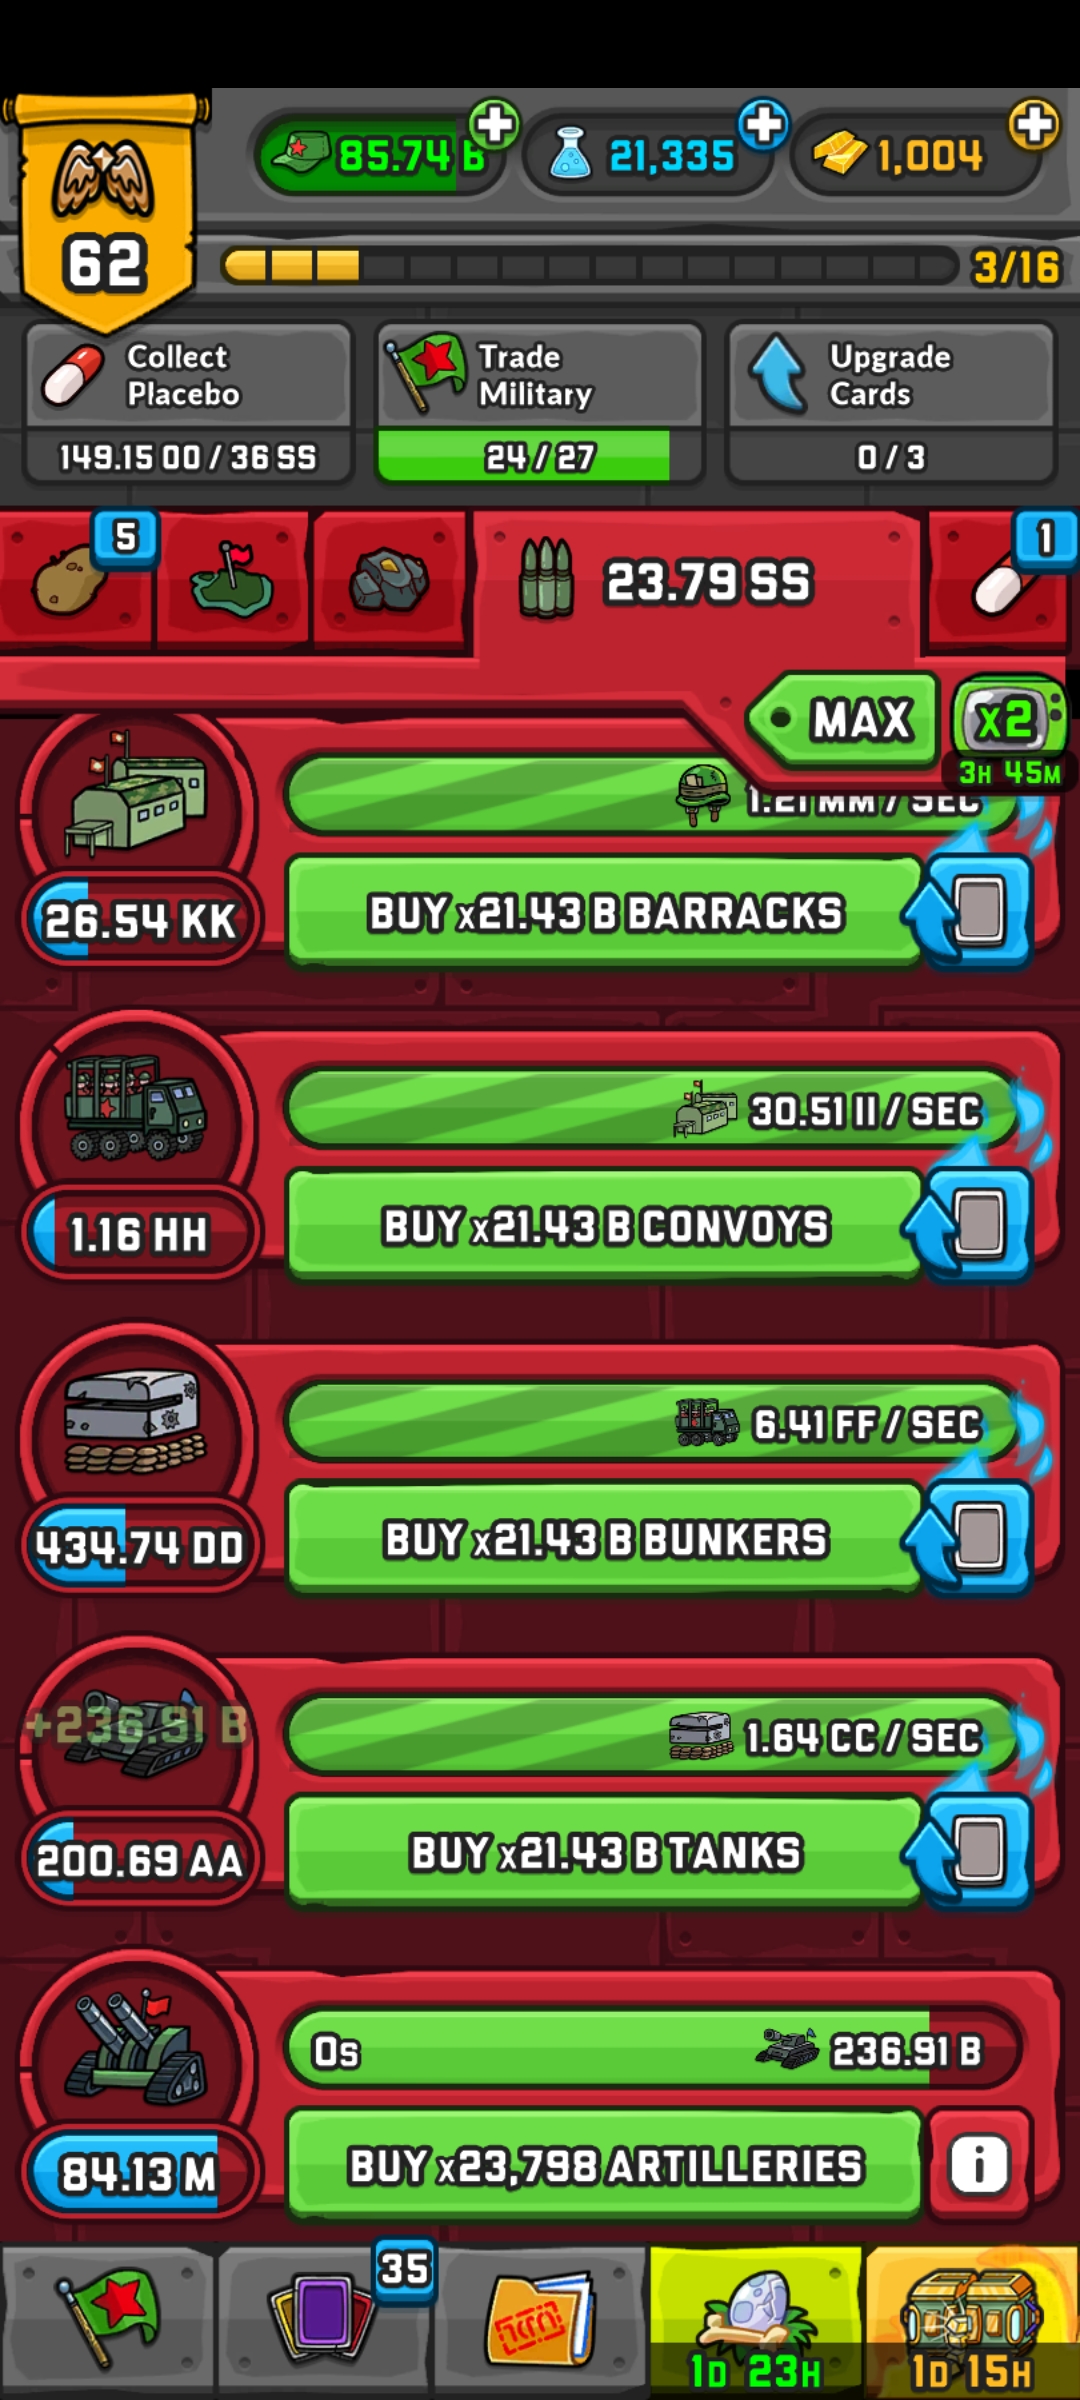 85.74 B
21,335
1,004
62
3/16
Collect
Placebo
149.15 OO / 36 SS
Trade
Military
24 / 27
Upgrade
Cards
0 / 3
5
23.79 SS
1
MAX
x2
3H 45M
1.21 MM / SEC
26.54 KK
BUY x21.43 B BARRACKS
30.51 II / SEC
1.16 HH
BUY x21.43 B CONVOYS
6.41 FF / SEC
434.74 DD
BUY x21.43 B BUNKERS
+236.91 B
1.64 CC / SEC
200.69 AA
BUY x21.43 B TANKS
0s
236.91 B
84.13 M
BUY x23,798 ARTILLERIES
i
35
1D 23H
1D 15H